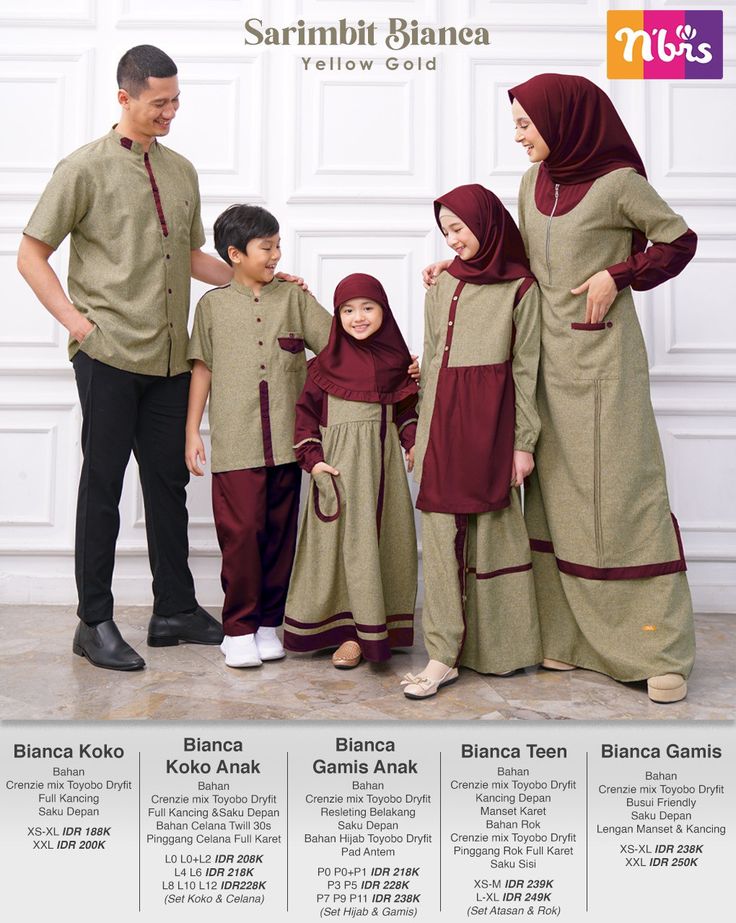 Sarimbit Bianca
Yellow Gold
n'brs
Bianca Koko
Bahan
Crenzie mix Toyobo Dryfit
Full Kancing
Saku Depan
XS-XL IDR 188K
XXL IDR 200K
Bianca
Koko Anak
Bahan
Crenzie mix Toyobo Dryfit
Full Kancing &Saku Depan
Bahan Celana Twill 30s
Pinggang Celana Full Karet
L0 L0+L2 IDR 208K
L4 L6 IDR 218K
L8 L10 L12 IDR228K
(Set Koko & Celana)
Bianca
Gamis Anak
Bahan
Crenzie mix Toyobo Dryfit
Resleting Belakang
Saku Depan
Bahan Hijab Toyobo Dryfit
Pad Antem
P0 P0+P1 IDR 218K
P3 P5 IDR 228K
P7 P9 P11 IDR 238K
(Set Hijab & Gamis)
Bianca Teen
Bahan
Crenzie mix Toyobo Dryfit
Kancing Depan
Manset Karet
Bahan Rok
Crenzie mix Toyobo Dryfit
Pinggang Rok Full Karet
Saku Sisi
XS-M IDR 239K
L-XL IDR 249K
(Set Atasan & Rok)
Bianca Gamis
Bahan
Crenzie mix Toyobo Dryfit
Busui Friendly
Saku Depan
Lengan Manset & Kancing
XS-XL IDR 238K
XXL IDR 250K